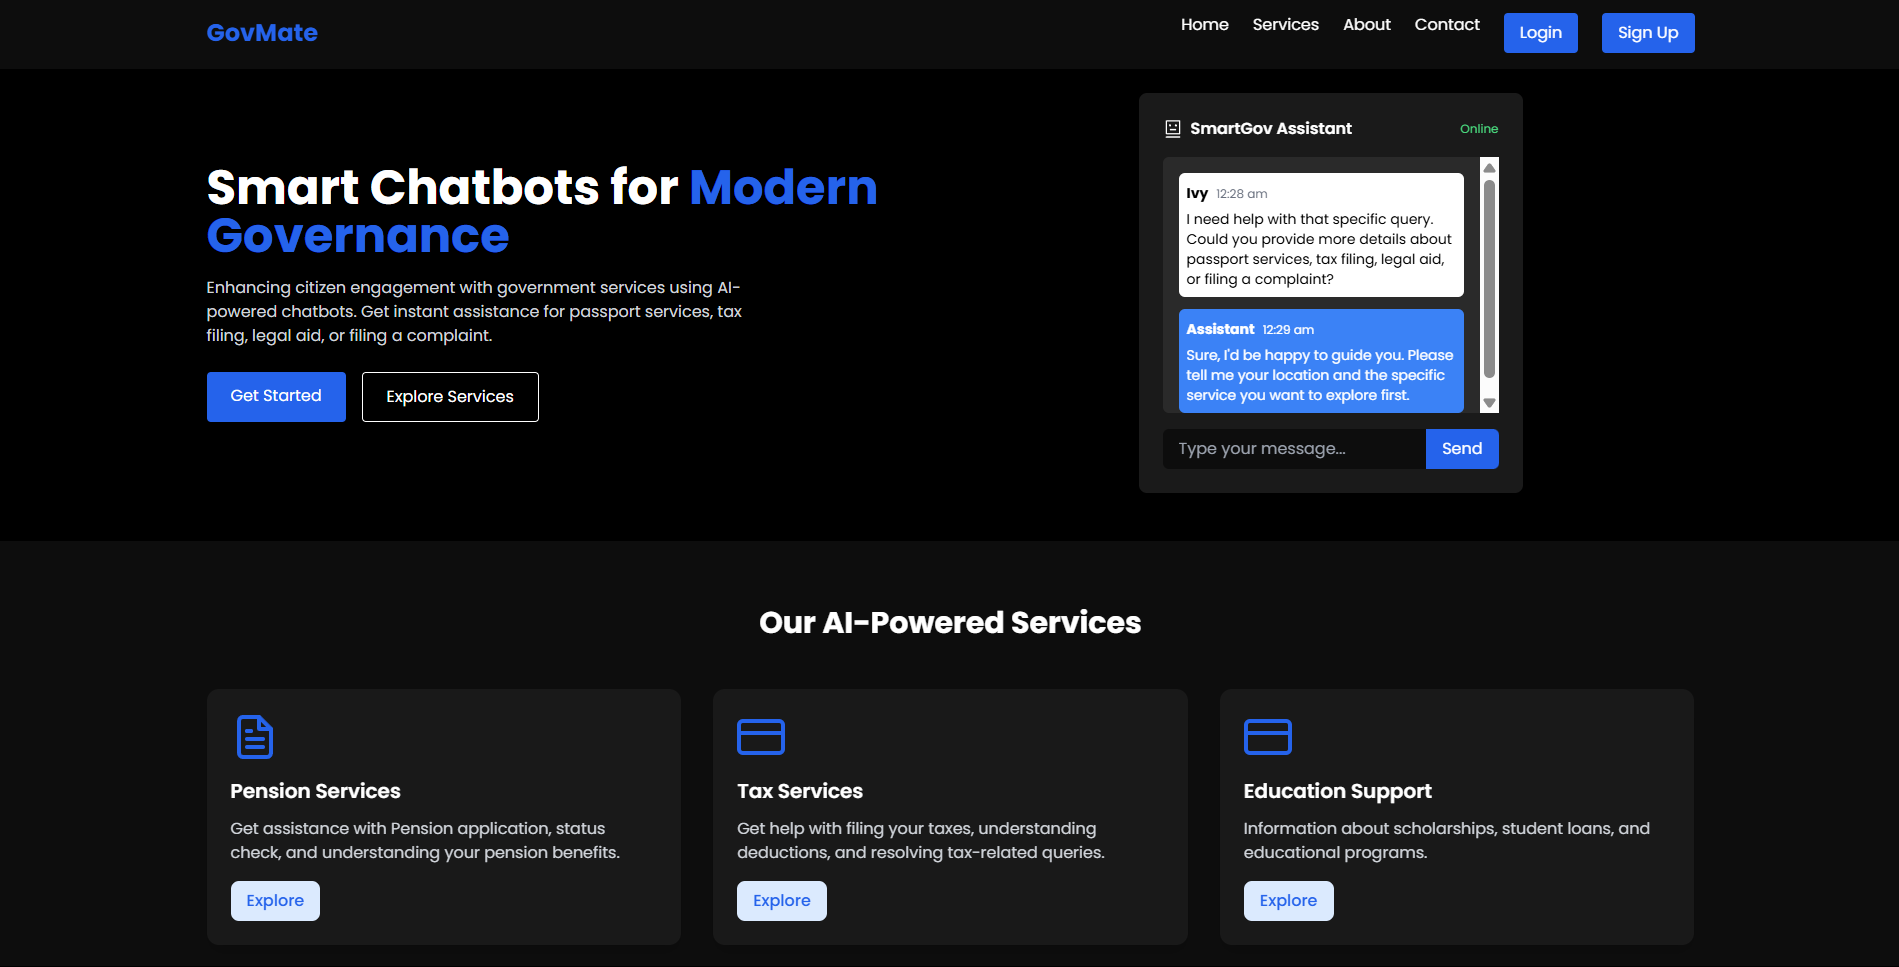 GovMate
Home Services About Contact Login Sign Up
Smart Chatbots for Modern
Governance
Enhancing citizen engagement with government services using AI-
powered chatbots. Get instant assistance for passport services, tax
filing, legal aid, or filing a complaint.
Get Started Explore Services
SmartGov Assistant Online
Ivy 12:28 am
I need help with that specific query.
Could you provide more details about
passport services, tax filing, legal aid,
or filing a complaint?
Assistant 12:29 am
Sure, I'd be happy to guide you. Please
tell me your location and the specific
service you want to explore first.
Type your message... Send
Our AI-Powered Services
Pension Services
Get assistance with Pension application, status
check, and understanding your pension benefits.
Explore
Tax Services
Get help with filing your taxes, understanding
deductions, and resolving tax-related queries.
Explore
Education Support
Information about scholarships, student loans, and
educational programs.
Explore